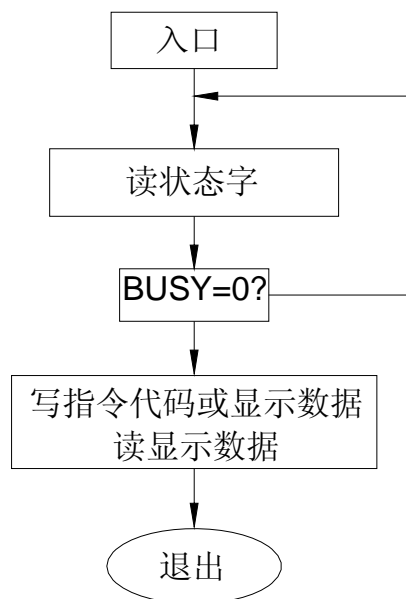 入口
读状态字
BUSY=0?
写指令代码或显示数据
读显示数据
退出